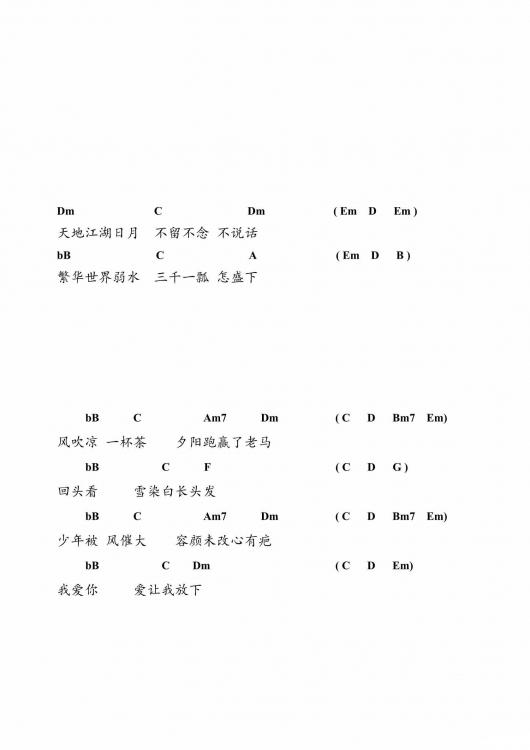 Dm C Dm ( Em D Em )
天地江湖日月 不留不念 不说话
bB C A ( Em D B )
繁华世界弱水 三千一瓢 怎盛下
bB C Am7 Dm ( C D Bm7 Em)
风吹凉 一杯茶 夕阳跑赢了老马
bB C F ( C D G )
回头看 雪染白长头发
bB C Am7 Dm ( C D Bm7 Em)
少年被 风催大 容颜未改心有疤
bB C Dm ( C D Em)
我爱你 爱让我放下